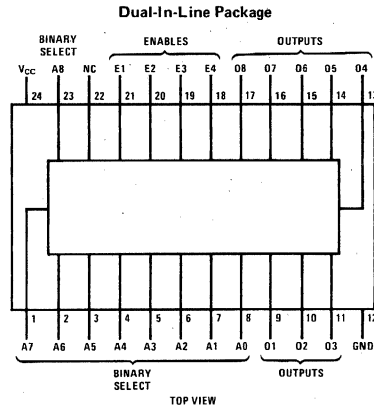 Dual-In-Line Package
BINARY
SELECT
ENABLES
OUTPUTS
VCC A8 NC E1 E2 E3 E4 O8 O7 O6 O5 O4
24 23 22 21 20 19 18 17 16 15 14 13
1 2 3 4 5 6 7 8 9 10 11 12
A7 A6 A5 A4 A3 A2 A1 A0 O1 O2 O3 GND
BINARY
SELECT
OUTPUTS
TOP VIEW